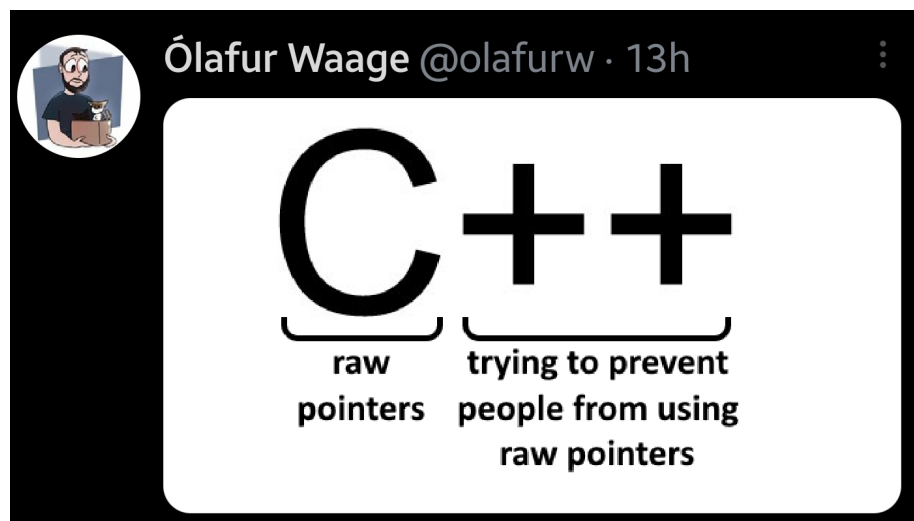 Ólafur Waage @olafurw · 13h
C++
raw
pointers
trying to prevent
people from using
raw pointers